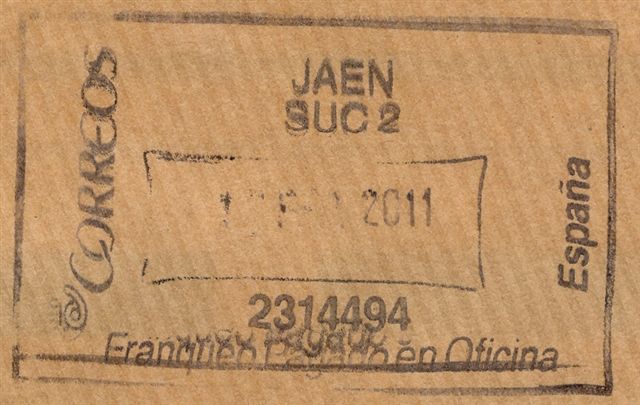 CORREOS
JAEN
SUC 2
2011
España
2314494
Franqueo Pagado en Oficina